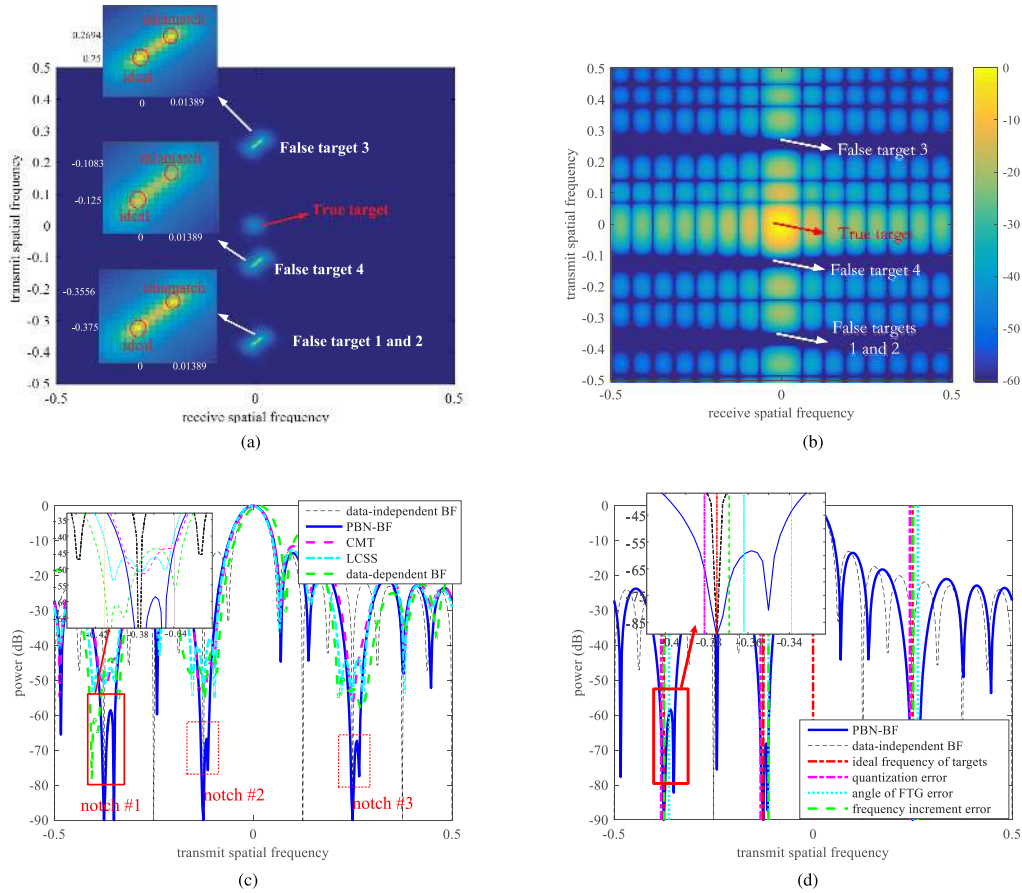 mismatch
0.2694
0.25
ideal
0
0.01389
mismatch
-0.1083
-0.125
ideal
0
0.01389
mismatch
-0.3556
-0.375
ideal
0
0.01389
0.5
0.4
0.3
0.2
0.1
0
-0.1
-0.2
-0.3
-0.4
-0.5
transmit spatial frequency
False target 3
True target
False target 4
False target 1 and 2
-0.5
0
0.5
receive spatial frequency
(a)
0.5
0.4
0.3
0.2
0.1
0
-0.1
-0.2
-0.3
-0.4
-0.5
transmit spatial frequency
False target 3
True target
False target 4
False targets
1 and 2
-0.5
0
0.5
receive spatial frequency
0
-10
-20
-30
-40
-50
-60
(b)
0
-10
-20
-30
-40
-50
-60
-70
-80
-90
power (dB)
-45
-50
-55
-0.42
-0.38
-0.34
data-independent BF
PBN-BF
CMT
LCSS
data-dependent BF
notch #1
notch #2
notch #3
-0.5
0
0.5
transmit spatial frequency
(c)
0
-10
-20
-30
-40
-50
-60
-70
-80
-90
power (dB)
-45
-55
-65
-75
-85
-0.38
-0.36
-0.34
PBN-BF
data-independent BF
ideal frequency of targets
quantization error
angle of FTG error
frequency increment error
-0.5
0
0.5
transmit spatial frequency
(d)